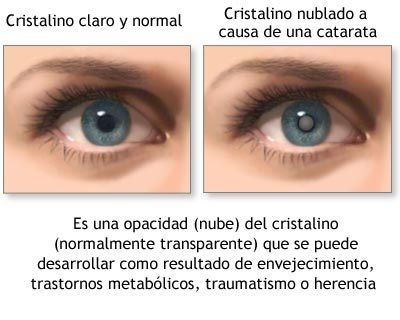 Cristalino claro y normal
Cristalino nublado a
causa de una catarata
Es una opacidad (nube) del cristalino
(normalmente transparente) que se puede
desarrollar como resultado de envejecimiento,
trastornos metabólicos, traumatismo o herencia